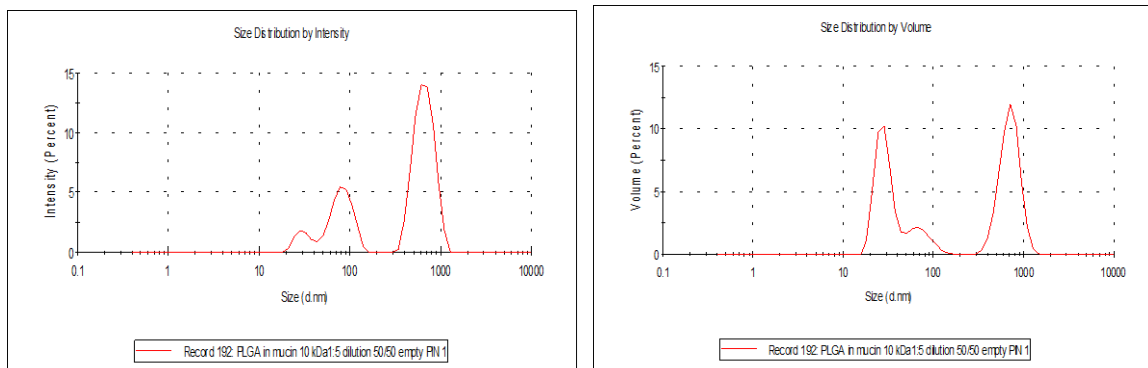 Size Distribution by Intensity
15
10
5
0
Intensity (Percent)
0.1 1 10 100 1000 10000
Size (d.nm)
Record 192: PLGA in mucin 10 kDa1:5 dilution 50/50 empty PIN 1
Size Distribution by Volume
15
10
5
0
Volume (Percent)
0.1 1 10 100 1000 10000
Size (d.nm)
Record 192: PLGA in mucin 10 kDa1:5 dilution 50/50 empty PIN 1